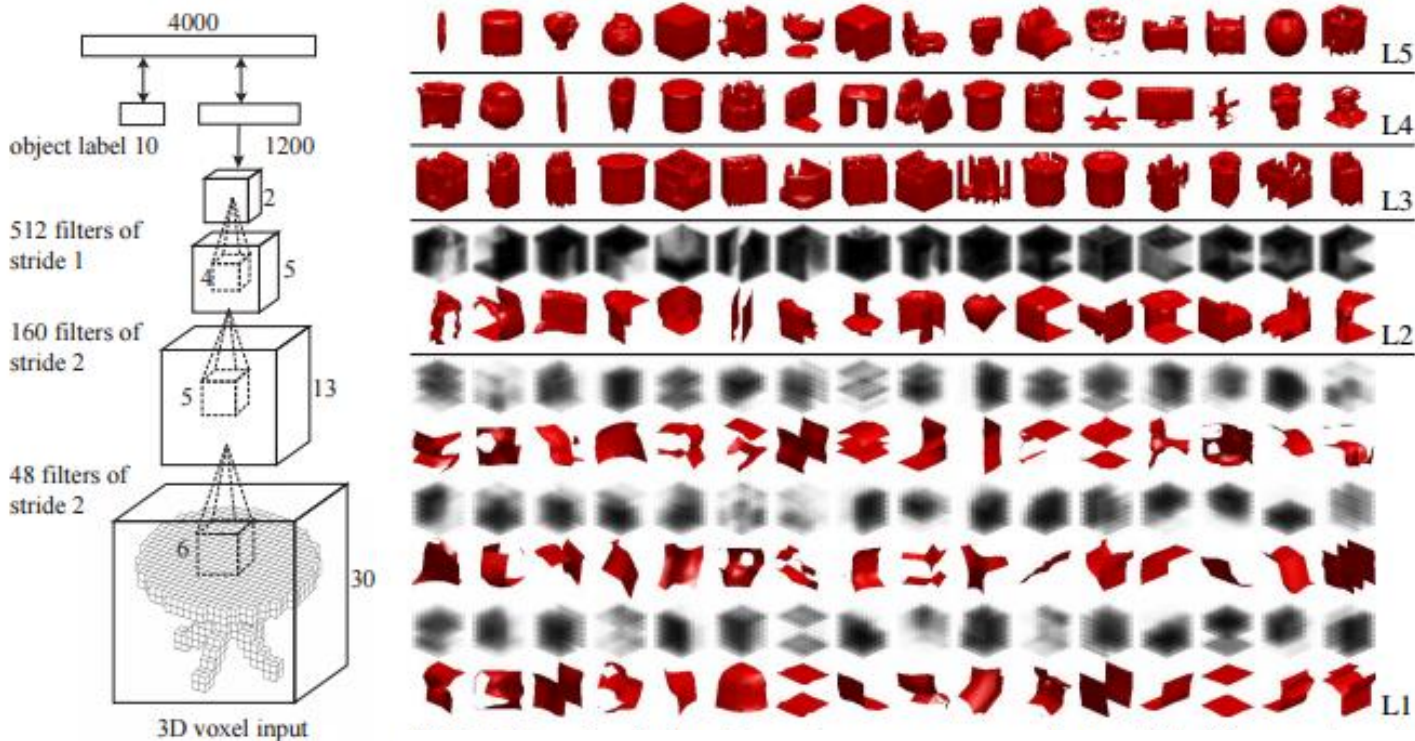 4000
object label 10
1200
2
512 filters of
stride 1
4
5
160 filters of
stride 2
5
13
48 filters of
stride 2
6
30
3D voxel input
L5
L4
L3
L2
L1